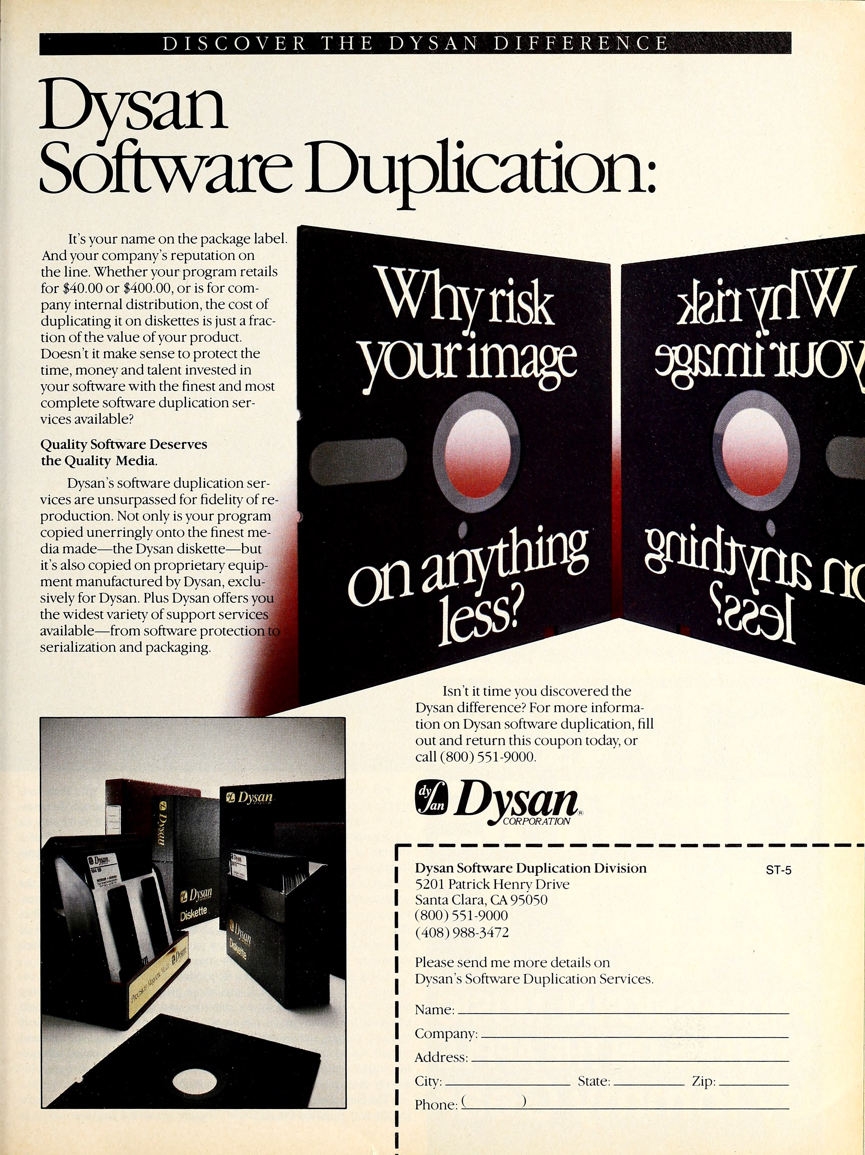 DISCOVER THE DYSAN DIFFERENCE
Dysan
Software Duplication:
It's your name on the package label.
And your company's reputation on
the line. Whether your program retails
for $40.00 or $400.00, or is for com-
pany internal distribution, the cost of
duplicating it on diskettes is just a frac-
tion of the value of your product.
Doesn't it make sense to protect the
time, money and talent invested in
your software with the finest and most
complete software duplication ser-
vices available?
Quality Software Deserves
the Quality Media.
Dysan's software duplication ser-
vices are unsurpassed for fidelity of re-
production. Not only is your program
copied unerringly onto the finest me-
dia made—the Dysan diskette—but
it's also copied on proprietary equip-
ment manufactured by Dysan, exclu-
sively for Dysan. Plus Dysan offers you
the widest variety of support services
available—from software protection to
serialization and packaging.
Why risk
your image
on anything
less?
Why risk
your image
on anything
less?
Isn't it time you discovered the
Dysan difference? For more informa-
tion on Dysan software duplication, fill
out and return this coupon today, or
call (800) 551-9000.
dy
san
Dysan®
CORPORATION
Dysan
Dysan
Dysan
Diskette
Dysan
Diskette
Dysan
Dysan
Dysan Software Duplication Division
ST-5
5201 Patrick Henry Drive
Santa Clara, CA 95050
(800) 551-9000
(408) 988-3472
Please send me more details on
Dysan's Software Duplication Services.
Name:
Company:
Address:
City: State: Zip:
Phone: ( )